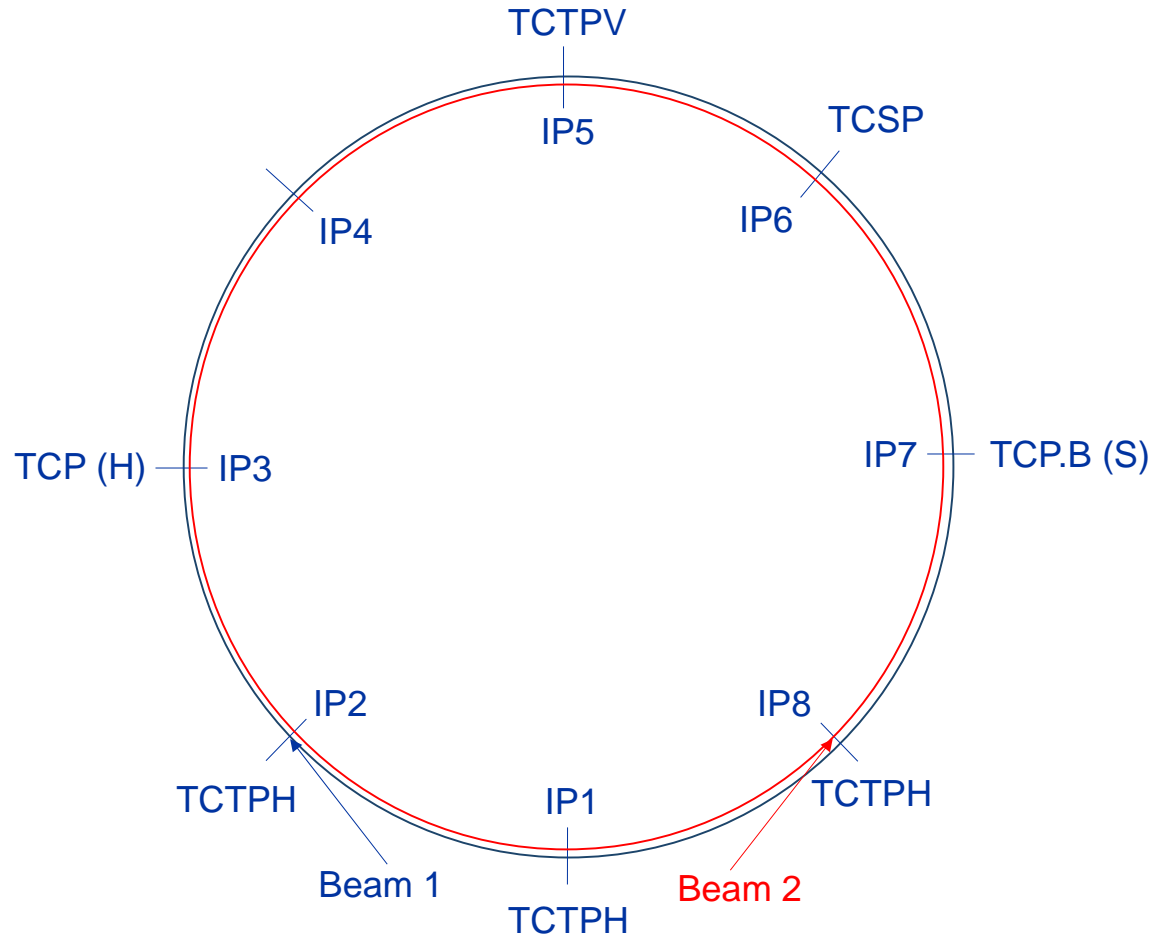 TCTPV
IP5
TCSP
IP6
IP4
IP7
TCP.B (S)
TCP (H)
IP3
IP2
IP8
TCTPH
IP1
TCTPH
Beam 1
Beam 2
TCTPH